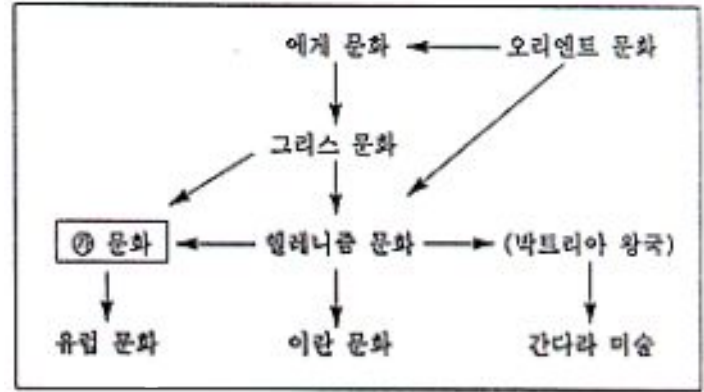 에게 문화 오리엔트 문화
그리스 문화
㉮ 문화 헬레니즘 문화 (박트리아 왕국)
유럽 문화 이란 문화 간다라 미술